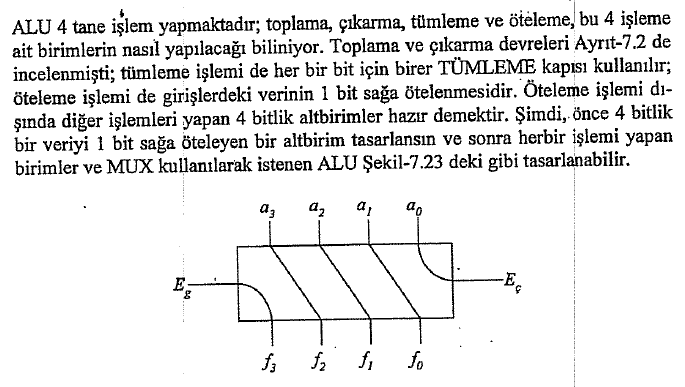 ALU 4 tane işlem yapmaktadır; toplama, çıkarma, tümleme ve öteleme, bu 4 işleme
ait birimlerin nasıl yapılacağı biliniyor. Toplama ve çıkarma devreleri Ayrıt-7.2 de
incelenmişti; tümleme işlemi de her bir bit için birer TÜMLEME kapısı kullanılır;
öteleme işlemi de girişlerdeki verinin 1 bit sağa ötelenmesidir. Öteleme işlemi dı-
şında diğer işlemleri yapan 4 bitlik altbirimler hazır demektir. Şimdi, önce 4 bitlik
bir veriyi 1 bit sağa öteleyen bir altbirim tasarlansın ve sonra herbir işlemi yapan
birimler ve MUX kullanılarak istenen ALU Şekil-7.23 deki gibi tasarlanabilir.
a₃ a₂ a₁ a₀
E_g E_ç
f₃ f₂ f₁ f₀